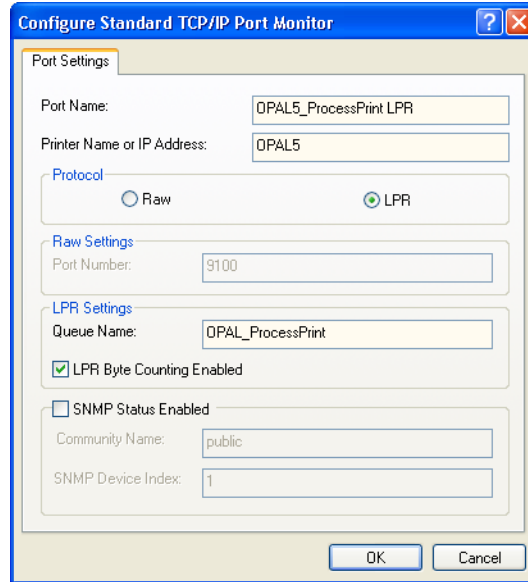 Configure Standard TCP/IP Port Monitor
Port Settings
Port Name: OPAL5_ProcessPrint LPR
Printer Name or IP Address: OPAL5
Protocol
Raw LPR
Raw Settings
Port Number: 9100
LPR Settings
Queue Name: OPAL_ProcessPrint
LPR Byte Counting Enabled
SNMP Status Enabled
Community Name: public
SNMP Device Index: 1
OK Cancel